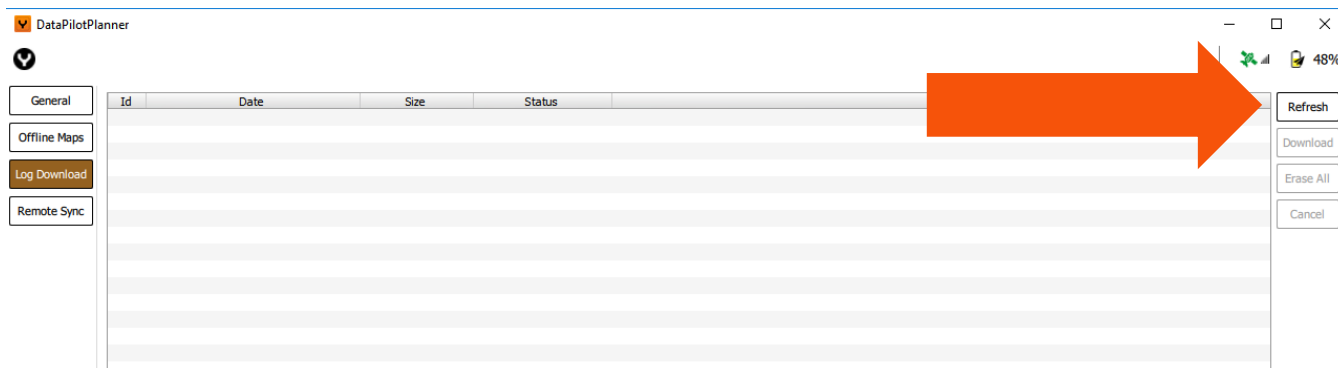 DataPilotPlanner
48%
General
Id Date Size Status
Refresh
Offline Maps
Download
Log Download
Erase All
Remote Sync
Cancel